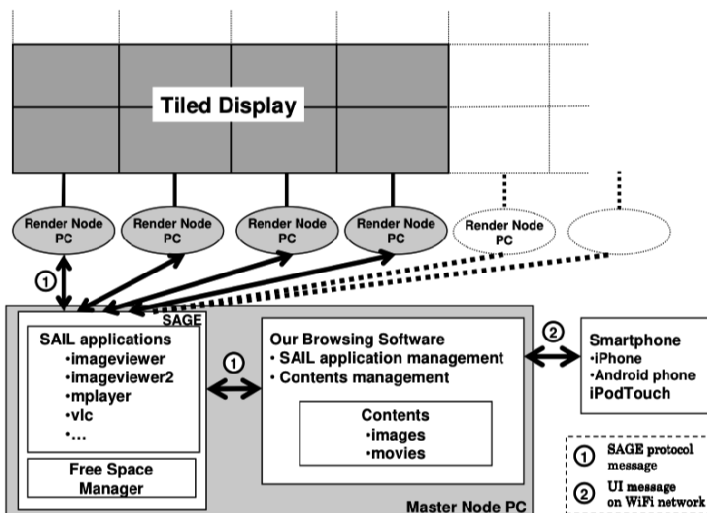 Tiled Display
Render Node
PC
Render Node
PC
Render Node
PC
Render Node
PC
Render Node
PC
①
SAGE
SAIL applications
•imageviewer
•imageviewer2
•mplayer
•vlc
•...
Free Space
Manager
①
Our Browsing Software
• SAIL application management
• Contents management
Contents
•images
•movies
Master Node PC
②
Smartphone
•iPhone
•Android phone
iPodTouch
① SAGE protocol
message
② UI message
on WiFi network